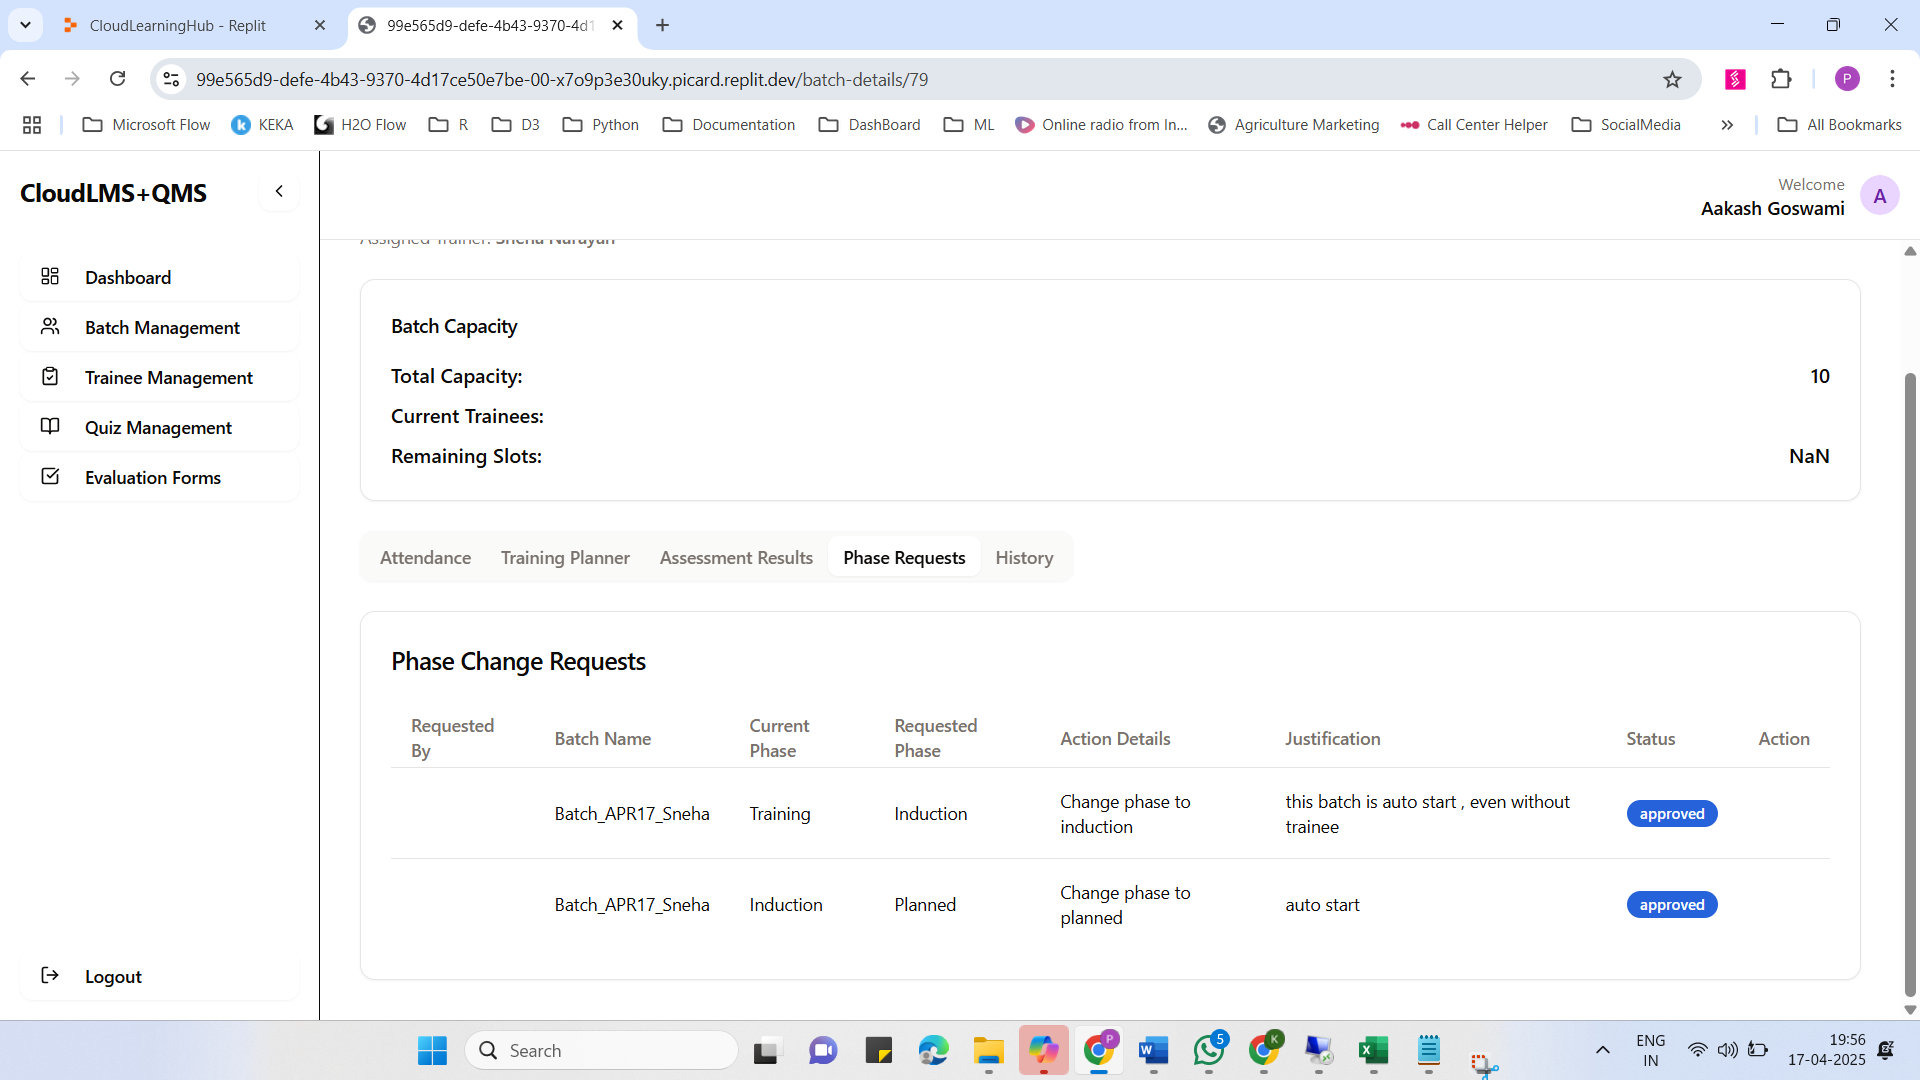 CloudLearningHub - Replit
99e565d9-defe-4b43-9370-4d1
99e565d9-defe-4b43-9370-4d17ce50e7be-00-x7o9p3e30uky.picard.replit.dev/batch-details/79
P
Microsoft Flow
KEKA
H2O Flow
R
D3
Python
Documentation
DashBoard
ML
Online radio from In...
Agriculture Marketing
Call Center Helper
SocialMedia
All Bookmarks
CloudLMS+QMS
Welcome
Aakash Goswami
A
Dashboard
Batch Management
Trainee Management
Quiz Management
Evaluation Forms
Logout
Assigned Trainer: Sneha Narayan
Batch Capacity
Total Capacity: 10
Current Trainees:
Remaining Slots: NaN
Attendance Training Planner Assessment Results Phase Requests History
Phase Change Requests
Requested By Batch Name Current Phase Requested Phase Action Details Justification Status Action
Batch_APR17_Sneha Training Induction Change phase to induction this batch is auto start , even without trainee approved
Batch_APR17_Sneha Induction Planned Change phase to planned auto start approved
Search
P
5
K
ENG
IN
19:56
17-04-2025